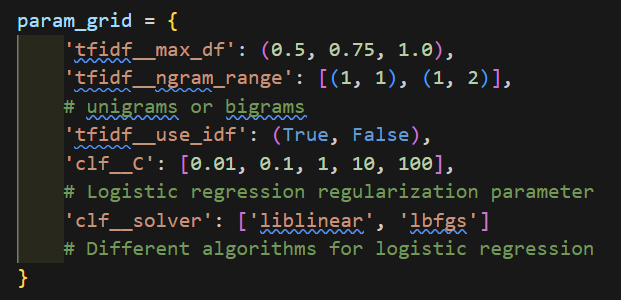 param_grid = {
    'tfidf__max_df': (0.5, 0.75, 1.0),
    'tfidf__ngram_range': [(1, 1), (1, 2)],
    # unigrams or bigrams
    'tfidf__use_idf': (True, False),
    'clf__C': [0.01, 0.1, 1, 10, 100],
    # Logistic regression regularization parameter
    'clf__solver': ['liblinear', 'lbfgs']
    # Different algorithms for logistic regression
}